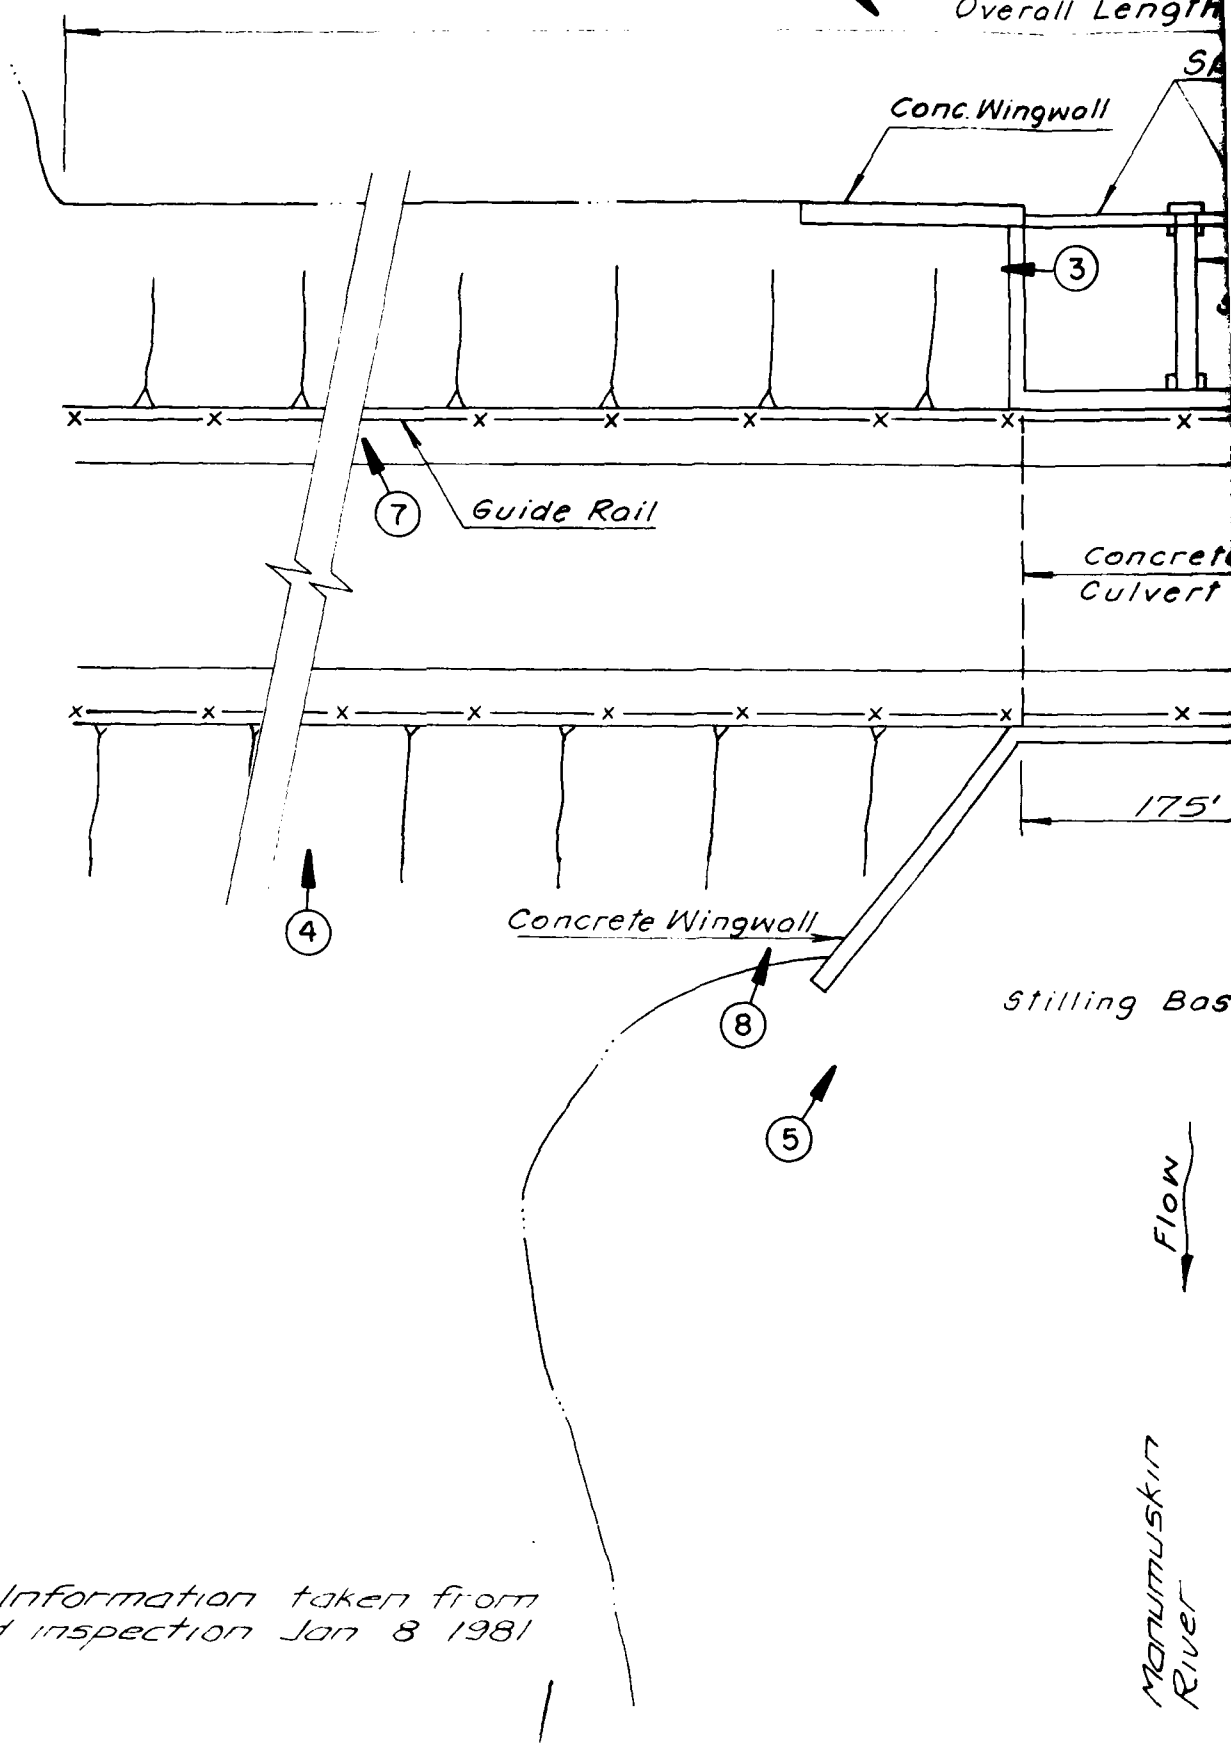 Overall Length
Conc. Wingwall
3
7
Guide Rail
Concrete
Culvert
175'
4
Concrete Wingwall
8
Stilling
5
Flow
Manumuskin
River
Information taken from
inspection Jan 8 1981